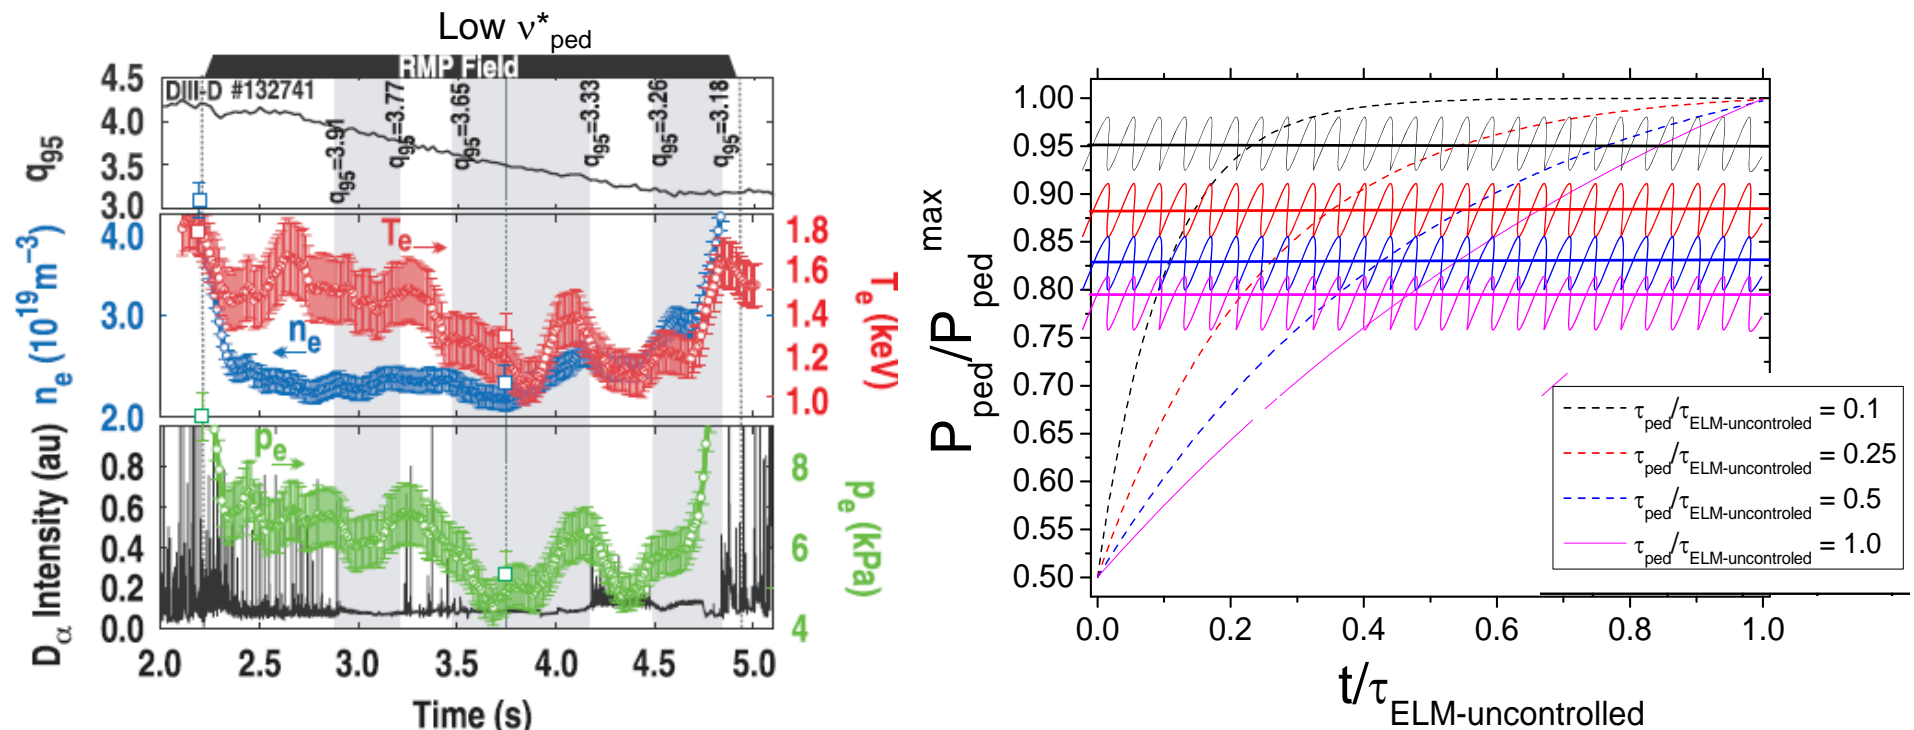 Low ν*ped
RMP Field
DIII-D #132741
q95=3.91
q95=3.77
q95=3.65
q95=3.33
q95=3.26
q95=3.18
q95
4.5
4.0
3.5
3.0
ne (10^19 m^-3)
4.0
3.0
2.0
Te
ne
1.8
1.6
1.4
1.2
1.0
Te (keV)
Dα Intensity (au)
2.0
0.8
0.6
0.4
0.2
0.0
pe
8
6
4
pe (kPa)
2.0 2.5 3.0 3.5 4.0 4.5 5.0
Time (s)
Pped/Pped max
1.00
0.95
0.90
0.85
0.80
0.75
0.70
0.65
0.60
0.55
0.50
τped/τELM-uncontroled = 0.1
τped/τELM-uncontroled = 0.25
τped/τELM-uncontroled = 0.5
τped/τELM-uncontroled = 1.0
0.0 0.2 0.4 0.6 0.8 1.0
t/τELM-uncontrolled